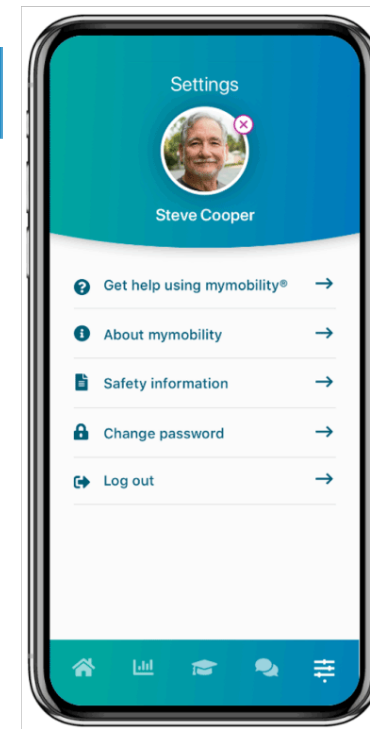 Settings
Steve Cooper
Get help using mymobility®
About mymobility
Safety information
Change password
Log out